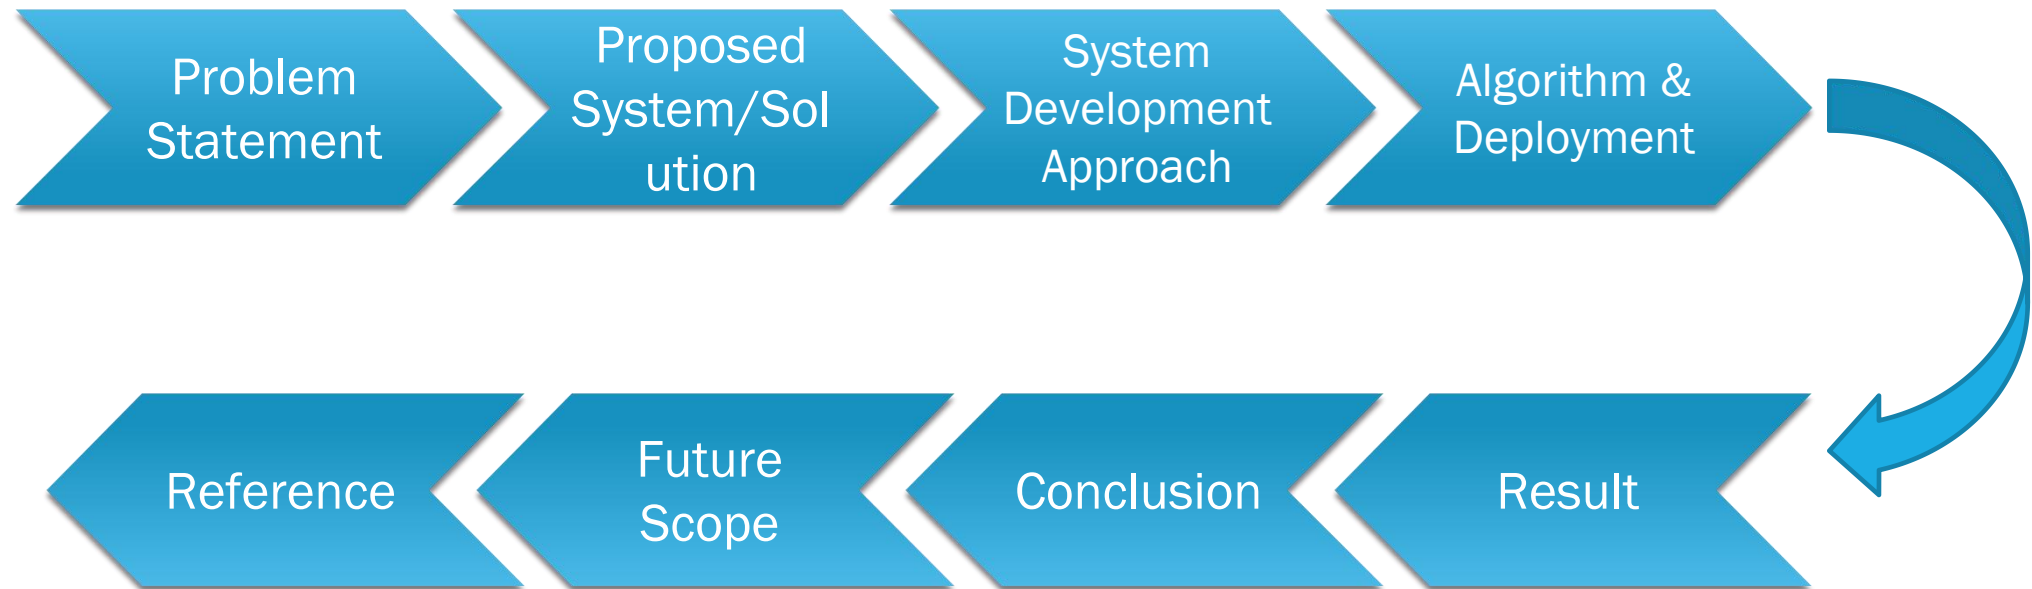 Problem
Statement
Proposed
System/Sol
ution
System
Development
Approach
Algorithm &
Deployment
Result
Conclusion
Future
Scope
Reference